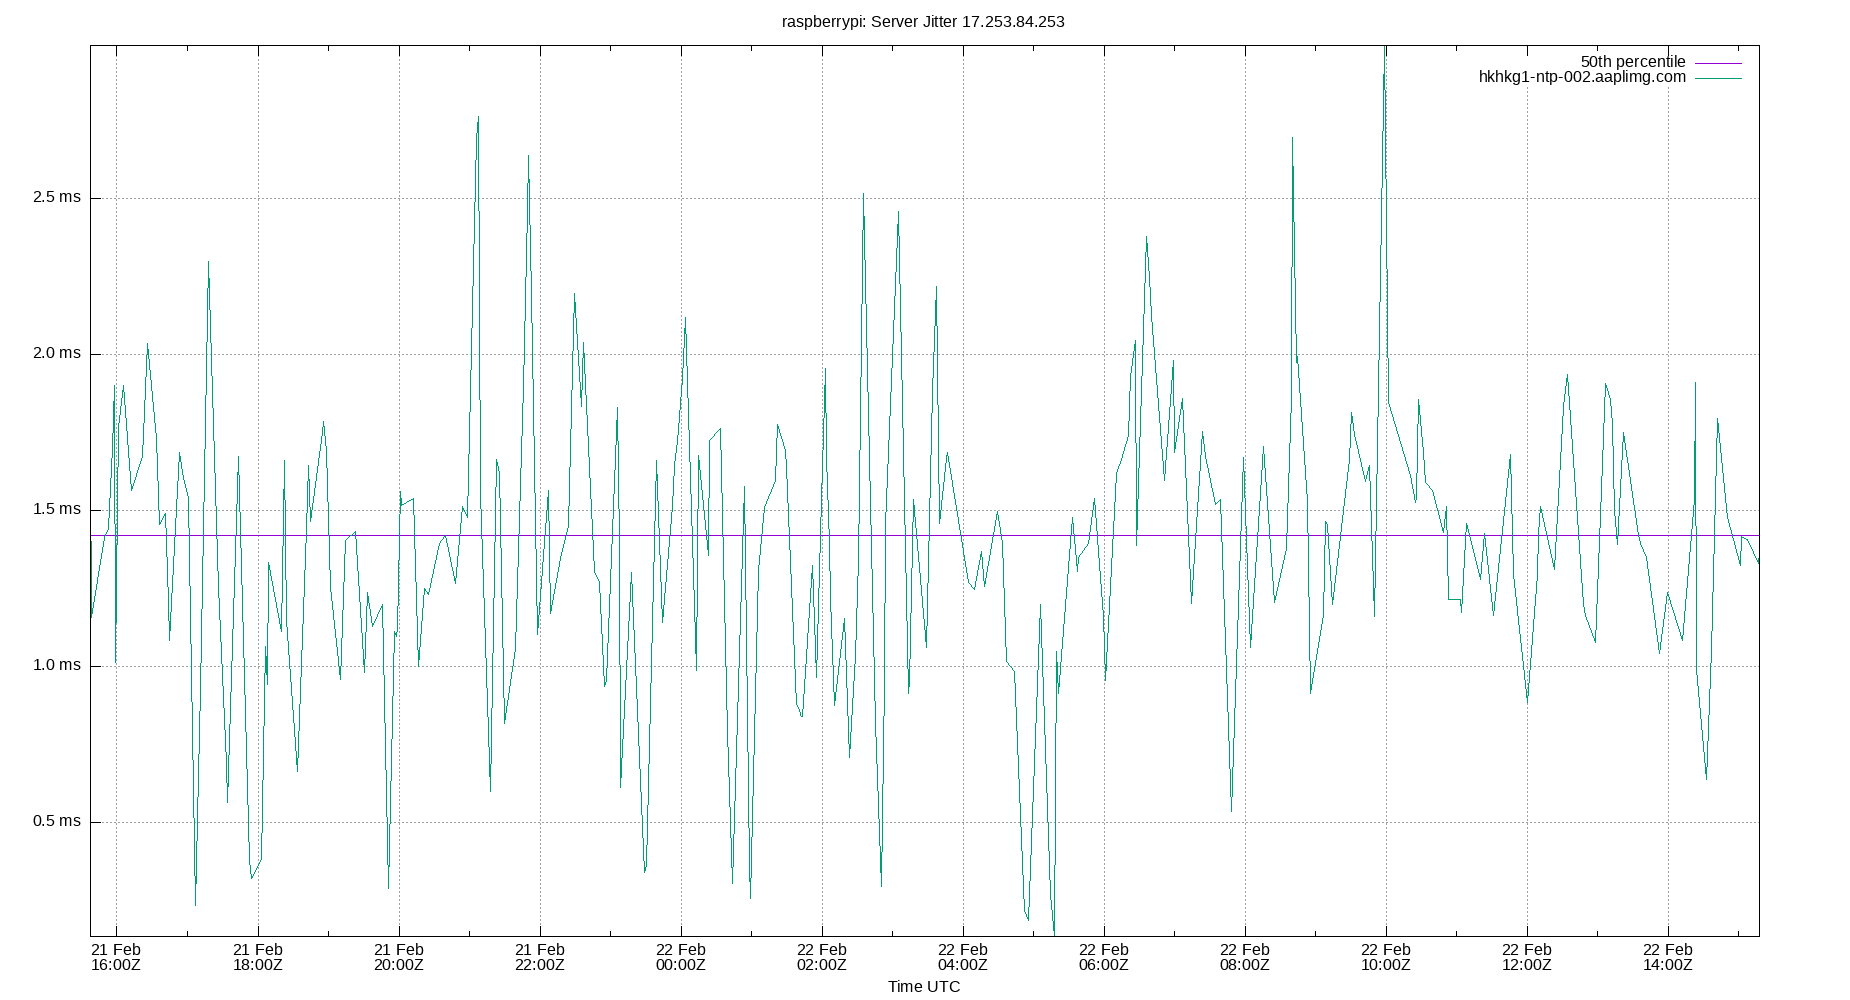 raspberrypi: Server Jitter 17.253.84.253
50th percentile
hkhkg1-ntp-002.aaplimg.com
2.5 ms
2.0 ms
1.5 ms
1.0 ms
0.5 ms
21 Feb 21 Feb 21 Feb 21 Feb 22 Feb 22 Feb 22 Feb 22 Feb 22 Feb 22 Feb 22 Feb 22 Feb
16:00Z 18:00Z 20:00Z 22:00Z 00:00Z 02:00Z 04:00Z 06:00Z 08:00Z 10:00Z 12:00Z 14:00Z
Time UTC